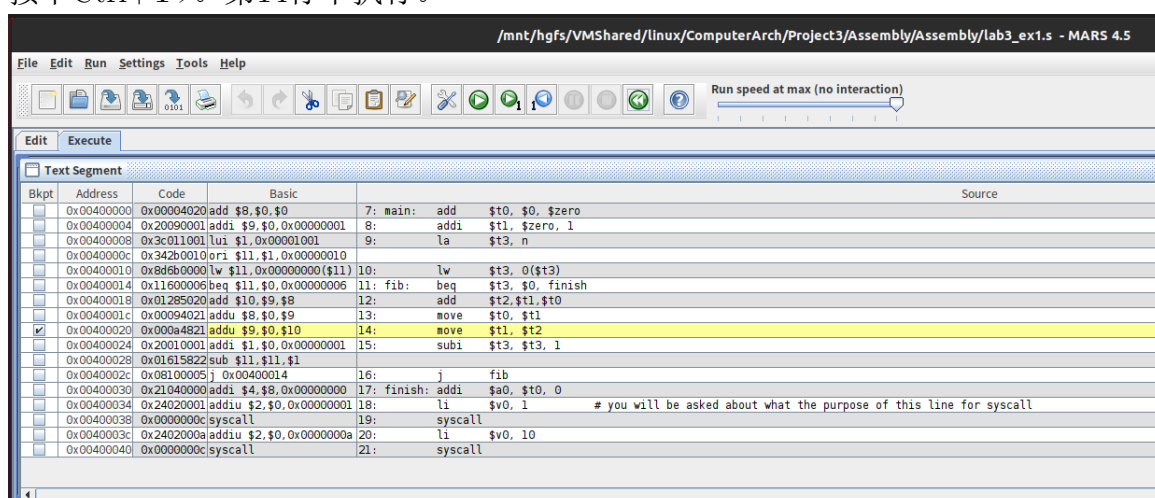 /mnt/hgfs/VMShared/linux/ComputerArch/Project3/Assembly/Assembly/lab3_ex1.s - MARS 4.5
File Edit Run Settings Tools Help
Run speed at max (no interaction)
Edit Execute
Text Segment
Bkpt Address Code Basic Source
0x00400000 0x00004020 add $8,$0,$0 7: main: add $t0, $0, $zero
0x00400004 0x20090001 addi $9,$0,0x00000001 8: addi $t1, $zero, 1
0x00400008 0x3c011001 lui $1,0x00001001 9: la $t3, n
0x0040000c 0x342b0010 ori $11,$1,0x00000010
0x00400010 0x8d6b0000 lw $11,0x00000000($11) 10: lw $t3, 0($t3)
0x00400014 0x11600006 beq $11,$0,0x00000006 11: fib: beq $t3, $0, finish
0x00400018 0x01285020 add $10,$9,$8 12: add $t2,$t1,$t0
0x0040001c 0x00094021 addu $8,$0,$9 13: move $t0, $t1
0x00400020 0x000a4821 addu $9,$0,$10 14: move $t1, $t2
0x00400024 0x20010001 addi $1,$0,0x00000001 15: subi $t3, $t3, 1
0x00400028 0x01615822 sub $11,$11,$1
0x0040002c 0x08100005 j 0x00400014 16: j fib
0x00400030 0x21040000 addi $4,$8,0x00000000 17: finish: addi $a0, $t0, 0
0x00400034 0x24020001 addiu $2,$0,0x00000001 18: li $v0, 1 # you will be asked about what the purpose of this line for syscall
0x00400038 0x0000000c syscall 19: syscall
0x0040003c 0x2402000a addiu $2,$0,0x0000000a 20: li $v0, 10
0x00400040 0x0000000c syscall 21: syscall